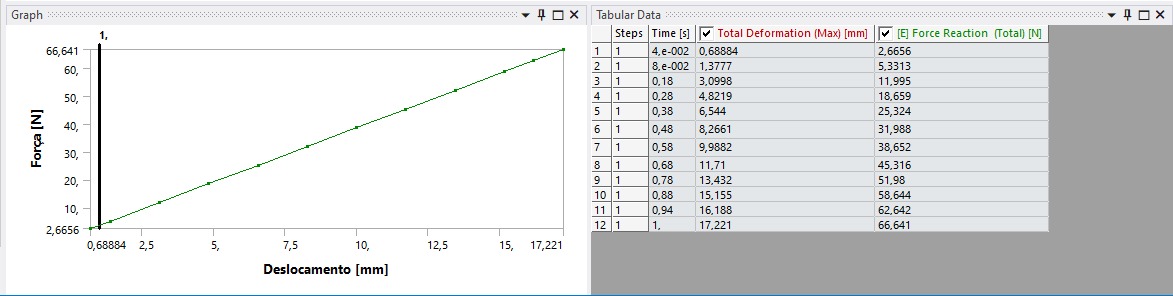 Graph
1,
66,641
60,
50,
40,
30,
20,
10,
2,6656
Força [N]
0,68884 2,5 5, 7,5 10, 12,5 15, 17,221
Deslocamento [mm]
Tabular Data
Steps Time [s] Total Deformation (Max) [mm] [E] Force Reaction (Total) [N]
1 1 4,e-002 0,68884 2,6656
2 1 8,e-002 1,3777 5,3313
3 1 0,18 3,0998 11,995
4 1 0,28 4,8219 18,659
5 1 0,38 6,544 25,324
6 1 0,48 8,2661 31,988
7 1 0,58 9,9882 38,652
8 1 0,68 11,71 45,316
9 1 0,78 13,432 51,98
10 1 0,88 15,155 58,644
11 1 0,94 16,188 62,642
12 1 1, 17,221 66,641